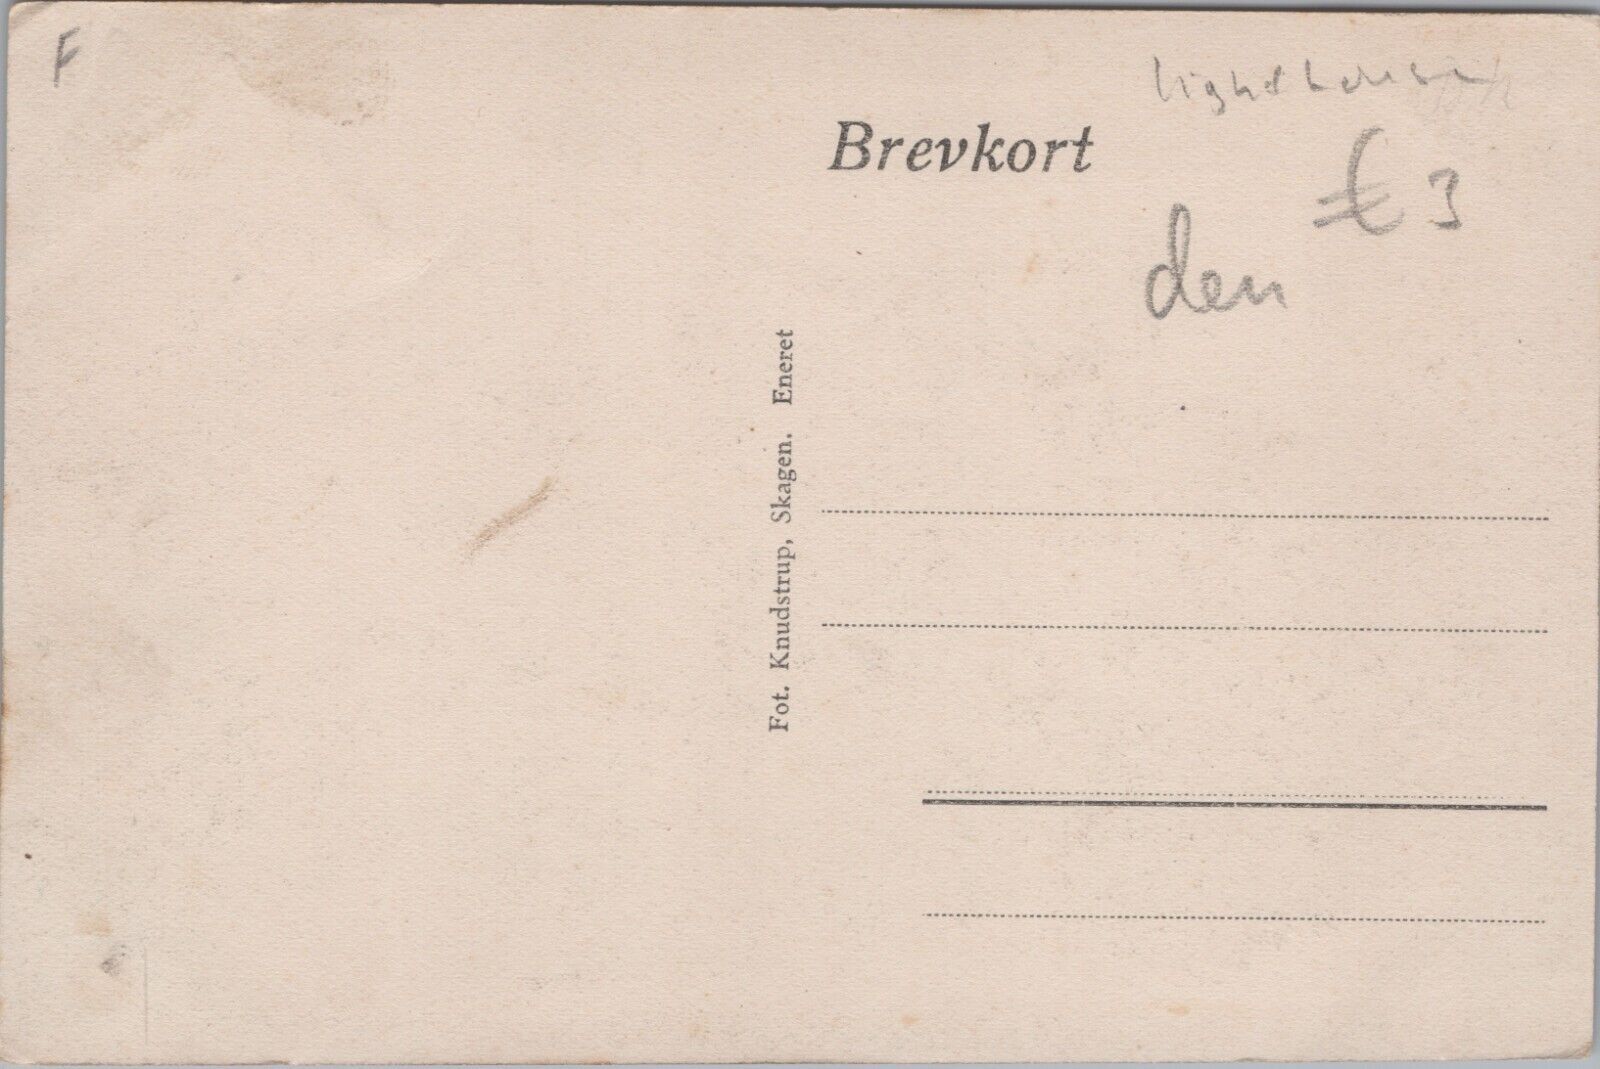 F
lighthouse
Brevkort
£3
den
Fot. Knudstrup, Skagen. Eneret